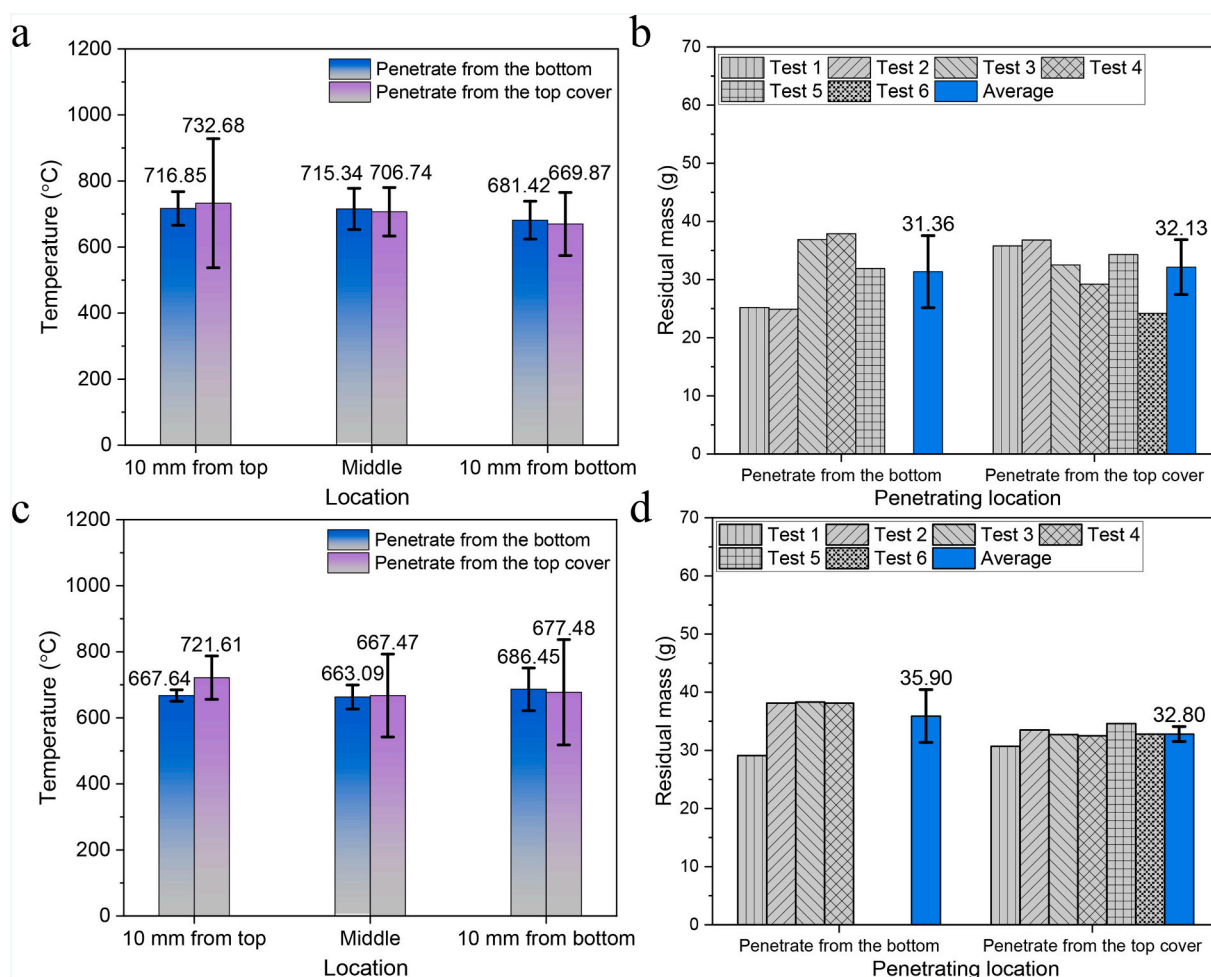 a
1200
1000
800
600
400
200
0
Temperature (°C)
Penetrate from the bottom
Penetrate from the top cover
716.85
732.68
715.34
706.74
681.42
669.87
10 mm from top
Middle
10 mm from bottom
Location
b
70
60
50
40
30
20
10
0
Residual mass (g)
Test 1 Test 2 Test 3 Test 4
Test 5 Test 6 Average
31.36
32.13
Penetrate from the bottom
Penetrate from the top cover
Penetrating location
c
1200
1000
800
600
400
200
0
Temperature (°C)
Penetrate from the bottom
Penetrate from the top cover
667.64
721.61
663.09
667.47
686.45
677.48
10 mm from top
Middle
10 mm from bottom
Location
d
70
60
50
40
30
20
10
0
Residual mass (g)
Test 1 Test 2 Test 3 Test 4
Test 5 Test 6 Average
35.90
32.80
Penetrate from the bottom
Penetrate from the top cover
Penetrating location